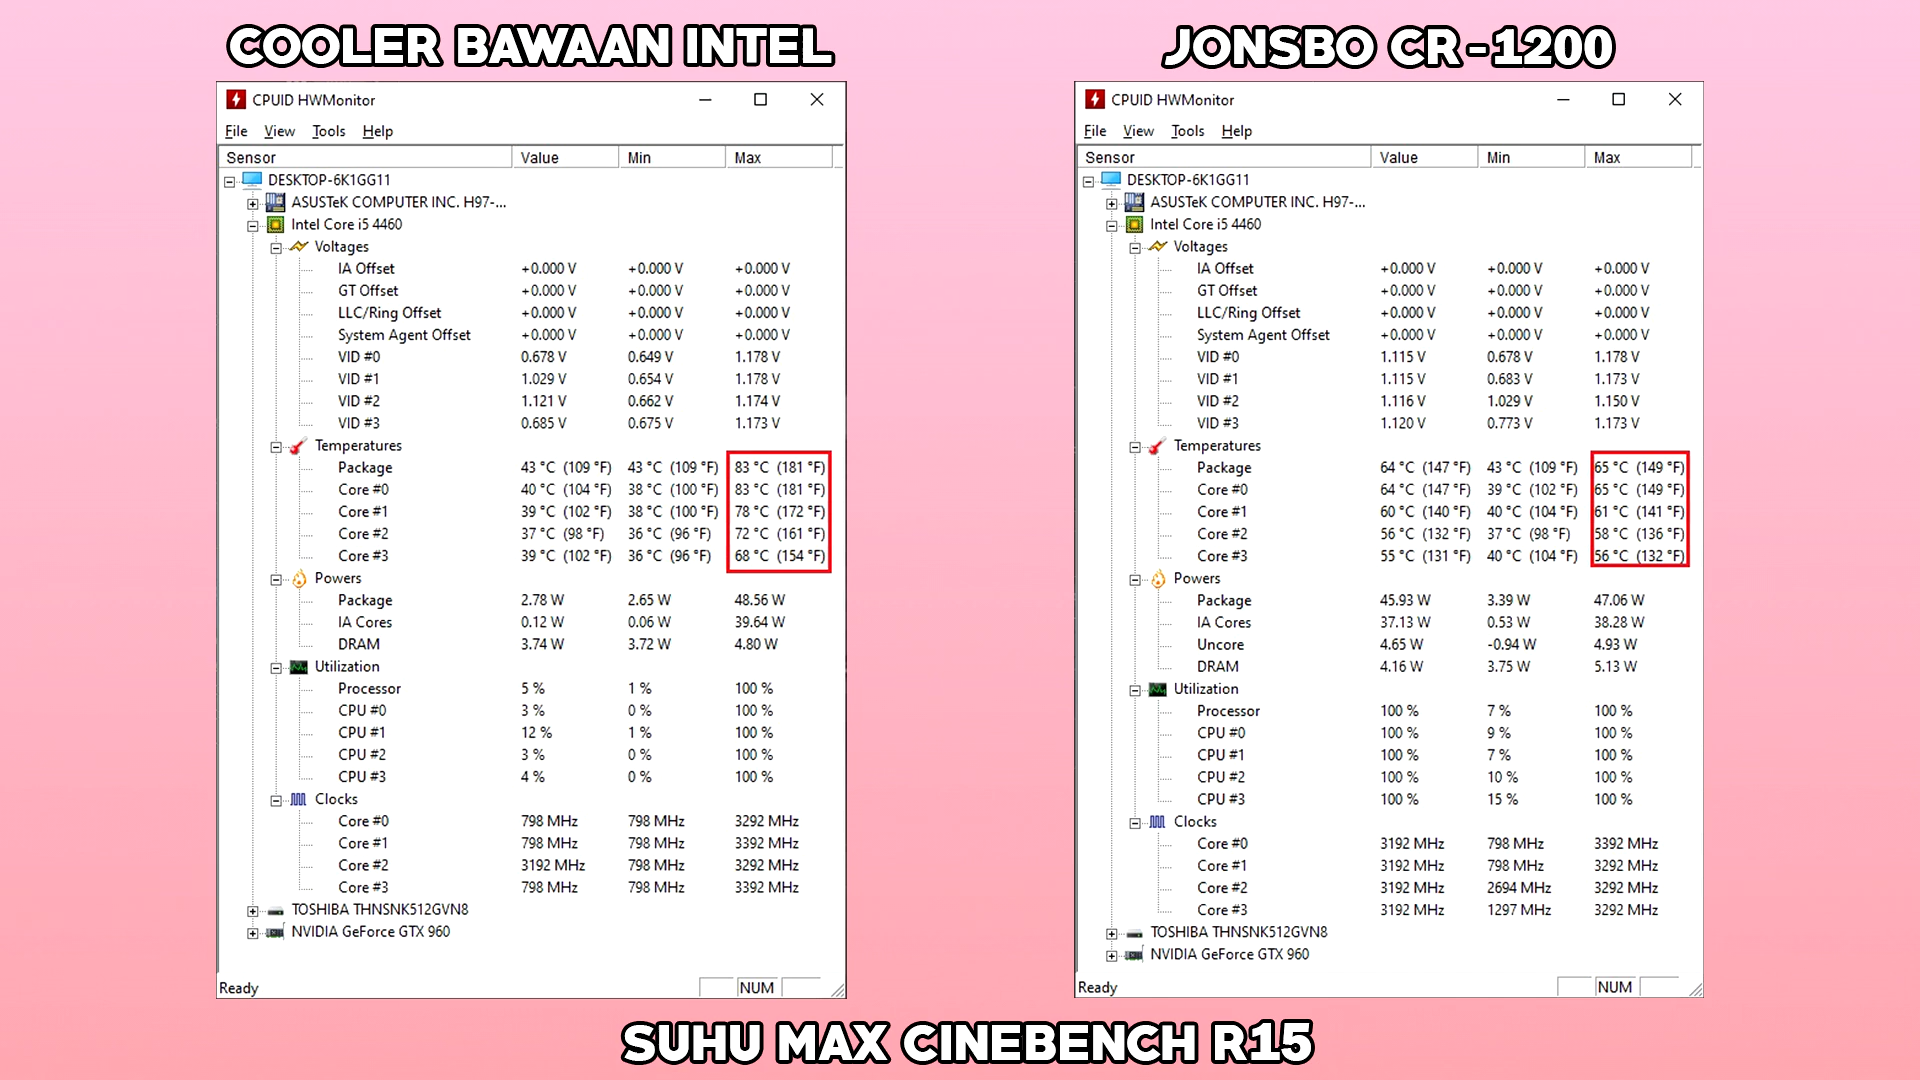 COOLER BAWAAN INTEL
CPUID HWMonitor
File View Tools Help
Sensor Value Min Max
DESKTOP-6K1GG11
ASUSTeK COMPUTER INC. H97-...
Intel Core i5 4460
Voltages
IA Offset +0.000 V +0.000 V +0.000 V
GT Offset +0.000 V +0.000 V +0.000 V
LLC/Ring Offset +0.000 V +0.000 V +0.000 V
System Agent Offset +0.000 V +0.000 V +0.000 V
VID #0 0.678 V 0.649 V 1.178 V
VID #1 1.029 V 0.654 V 1.178 V
VID #2 1.121 V 0.662 V 1.174 V
VID #3 0.685 V 0.675 V 1.173 V
Temperatures
Package 43 °C (109 °F) 43 °C (109 °F) 83 °C (181 °F)
Core #0 40 °C (104 °F) 38 °C (100 °F) 83 °C (181 °F)
Core #1 39 °C (102 °F) 38 °C (100 °F) 78 °C (172 °F)
Core #2 37 °C (98 °F) 36 °C (96 °F) 72 °C (161 °F)
Core #3 39 °C (102 °F) 36 °C (96 °F) 68 °C (154 °F)
Powers
Package 2.78 W 2.65 W 48.56 W
IA Cores 0.12 W 0.06 W 39.64 W
DRAM 3.74 W 3.72 W 4.80 W
Utilization
Processor 5 % 1 % 100 %
CPU #0 3 % 0 % 100 %
CPU #1 12 % 1 % 100 %
CPU #2 3 % 0 % 100 %
CPU #3 4 % 0 % 100 %
Clocks
Core #0 798 MHz 798 MHz 3292 MHz
Core #1 798 MHz 798 MHz 3392 MHz
Core #2 3192 MHz 798 MHz 3292 MHz
Core #3 798 MHz 798 MHz 3392 MHz
TOSHIBA THNSNK512GVN8
NVIDIA GeForce GTX 960
Ready NUM
JONSBO CR-1200
CPUID HWMonitor
File View Tools Help
Sensor Value Min Max
DESKTOP-6K1GG11
ASUSTeK COMPUTER INC. H97-...
Intel Core i5 4460
Voltages
IA Offset +0.000 V +0.000 V +0.000 V
GT Offset +0.000 V +0.000 V +0.000 V
LLC/Ring Offset +0.000 V +0.000 V +0.000 V
System Agent Offset +0.000 V +0.000 V +0.000 V
VID #0 1.115 V 0.678 V 1.178 V
VID #1 1.115 V 0.683 V 1.173 V
VID #2 1.116 V 1.029 V 1.150 V
VID #3 1.120 V 0.773 V 1.173 V
Temperatures
Package 64 °C (147 °F) 43 °C (109 °F) 65 °C (149 °F)
Core #0 64 °C (147 °F) 39 °C (102 °F) 65 °C (149 °F)
Core #1 60 °C (140 °F) 40 °C (104 °F) 61 °C (141 °F)
Core #2 56 °C (132 °F) 37 °C (98 °F) 58 °C (136 °F)
Core #3 55 °C (131 °F) 40 °C (104 °F) 56 °C (132 °F)
Powers
Package 45.93 W 3.39 W 47.06 W
IA Cores 37.13 W 0.53 W 38.28 W
Uncore 4.65 W -0.94 W 4.93 W
DRAM 4.16 W 3.75 W 5.13 W
Utilization
Processor 100 % 7 % 100 %
CPU #0 100 % 9 % 100 %
CPU #1 100 % 7 % 100 %
CPU #2 100 % 10 % 100 %
CPU #3 100 % 15 % 100 %
Clocks
Core #0 3192 MHz 798 MHz 3392 MHz
Core #1 3192 MHz 798 MHz 3292 MHz
Core #2 3192 MHz 2694 MHz 3292 MHz
Core #3 3192 MHz 1297 MHz 3292 MHz
TOSHIBA THNSNK512GVN8
NVIDIA GeForce GTX 960
Ready NUM
SUHU MAX CINEBENCH R15